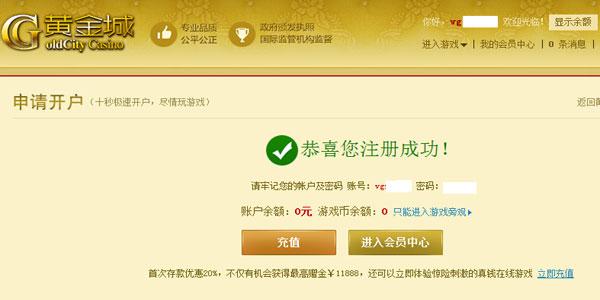 黄金城
GoldCity Casino
专业品质
公平公正
政府颁发执照
国际监管机构监督
你好，vg 欢迎光临！ 显示余额
进入游戏 | 我的会员中心 | 0 条消息 |
申请开户（十秒极速开户，尽情玩游戏）
恭喜您注册成功！
请牢记您的帐户及密码 账号：vg 密码：
账户余额：0元 游戏币余额：0 只能进入游戏旁观
充值 进入会员中心
首次存款优惠20%，不仅有机会获得最高耀金￥11888，还可以立即体验惊险刺激的真钱在线游戏 立即充值